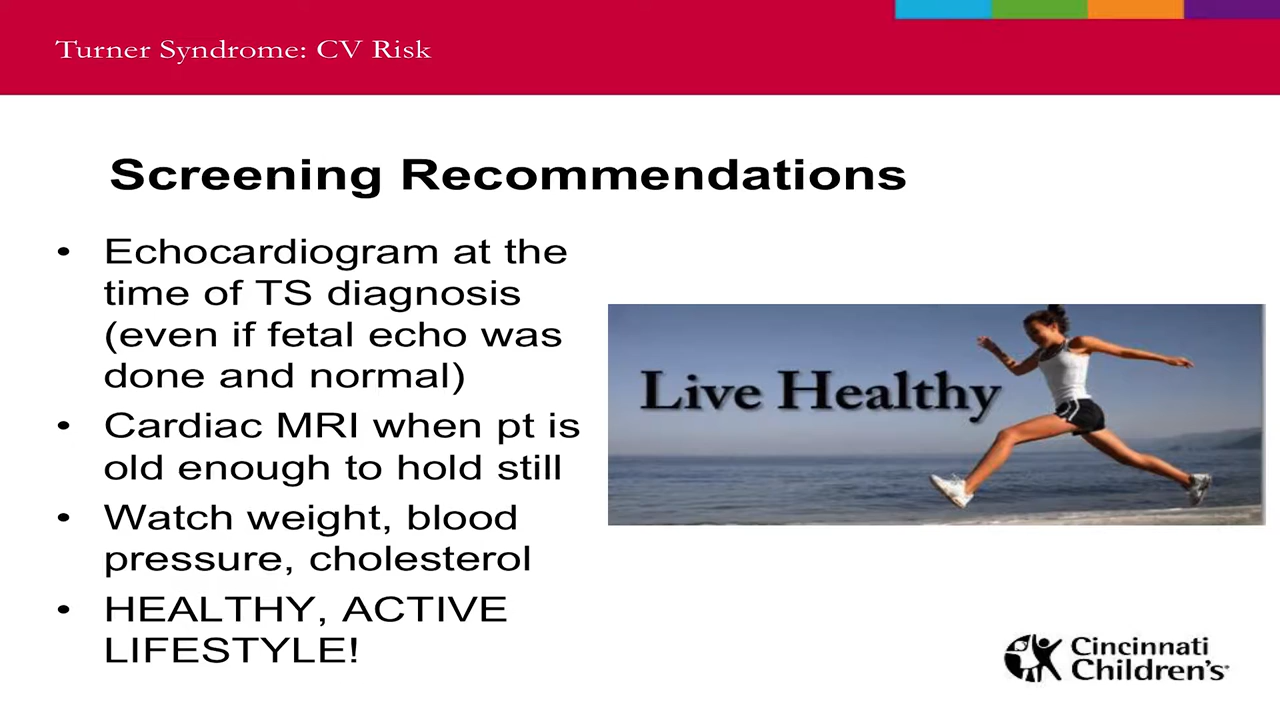 Turner Syndrome: CV Risk
Screening Recommendations
• Echocardiogram at the
time of TS diagnosis
(even if fetal echo was
done and normal)
• Cardiac MRI when pt is
old enough to hold still
• Watch weight, blood
pressure, cholesterol
• HEALTHY, ACTIVE
LIFESTYLE!
Live Healthy
Cincinnati
Children's